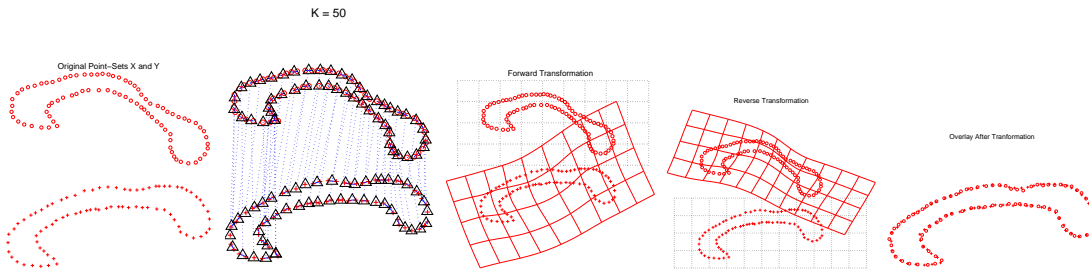 K = 50
Original Point-Sets X and Y
Forward Transformation
Reverse Transformation
Overlay After Tranformation